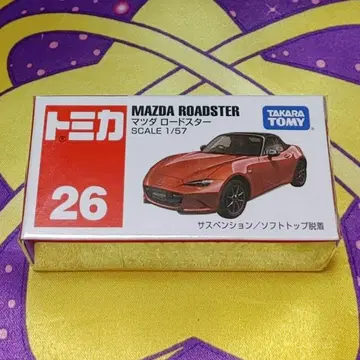 トミカ
26
MAZDA ROADSTER
マツダ ロードスター
SCALE 1/57
TAKARA
TOMY
サスペンション/ソフトトップ脱着